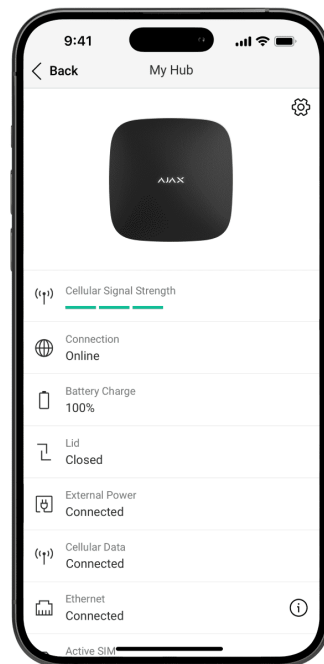 9:41
Back
My Hub
AJAX
Cellular Signal Strength
Connection
Online
Battery Charge
100%
Lid
Closed
External Power
Connected
Cellular Data
Connected
Ethernet
Connected
Active SIM